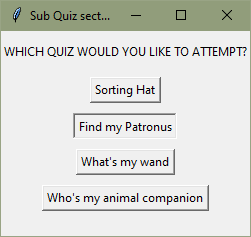 Sub Quiz sect...
WHICH QUIZ WOULD YOU LIKE TO ATTEMPT?
Sorting Hat
Find my Patronus
What's my wand
Who's my animal companion